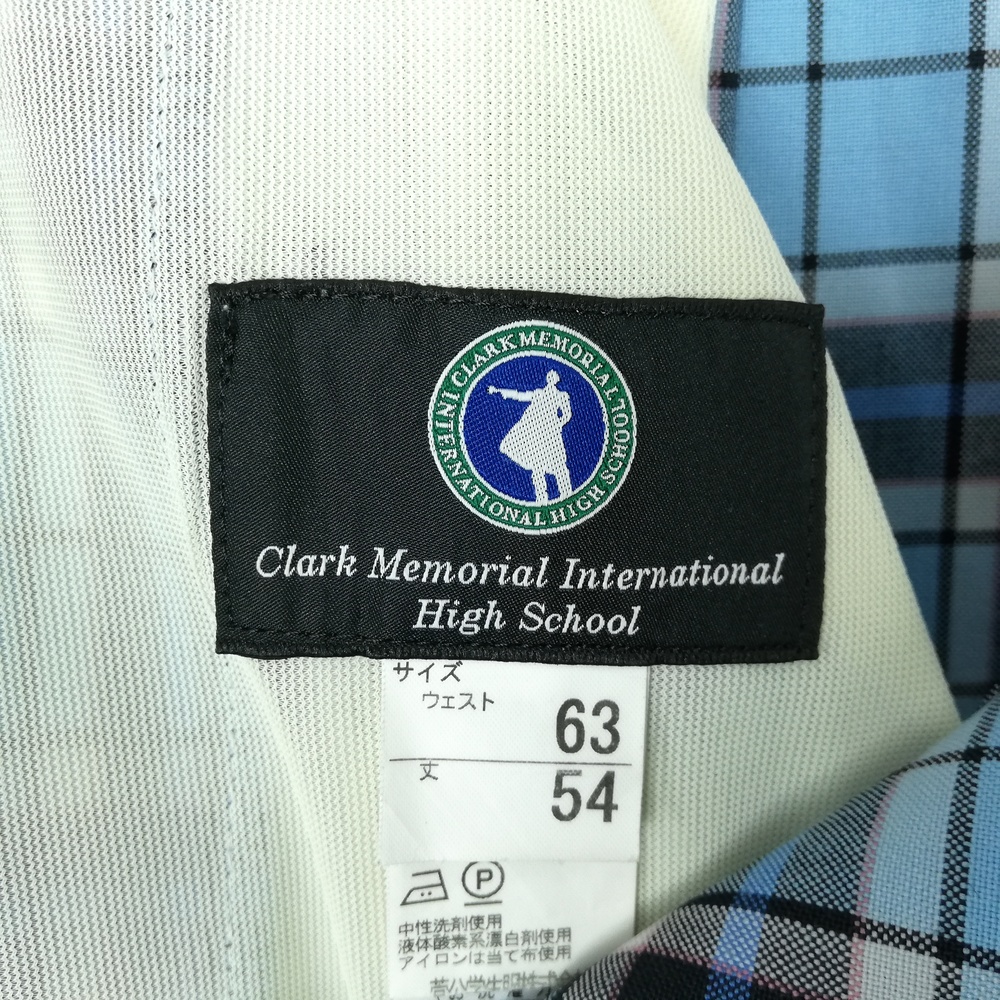 CLARK MEMORIAL
INTERNATIONAL HIGH SCHOOL
Clark Memorial International
High School
サイズ
ウェスト
63
丈
54
P
中性洗剤使用
液体酸素系漂白剤使用
アイロンは当て布使用